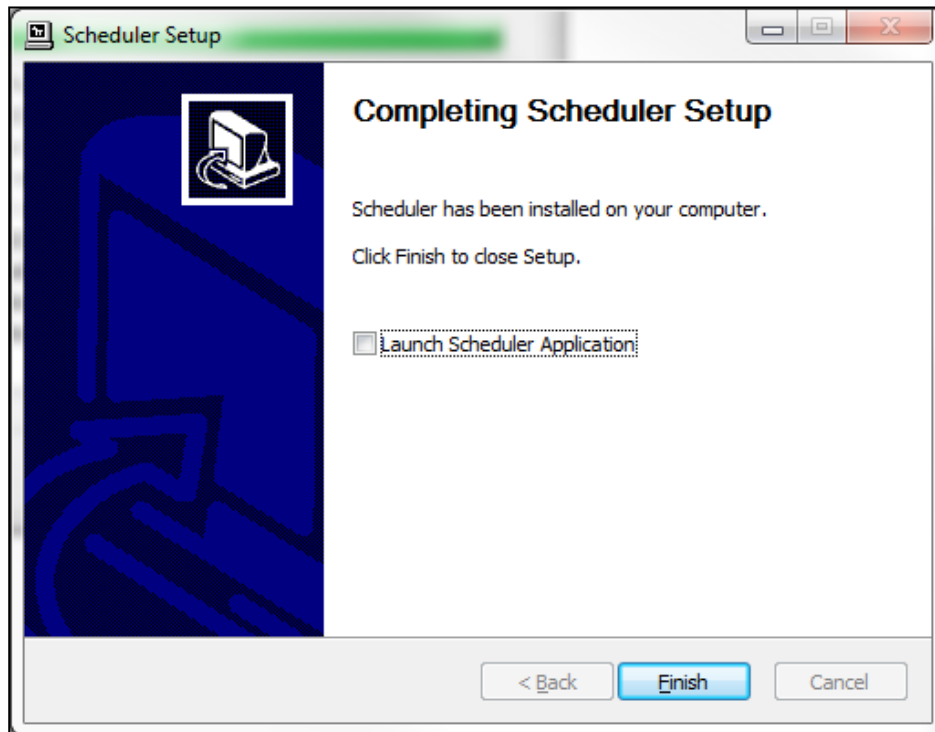 Scheduler Setup
Completing Scheduler Setup
Scheduler has been installed on your computer.
Click Finish to close Setup.
Launch Scheduler Application
< Back
Finish
Cancel